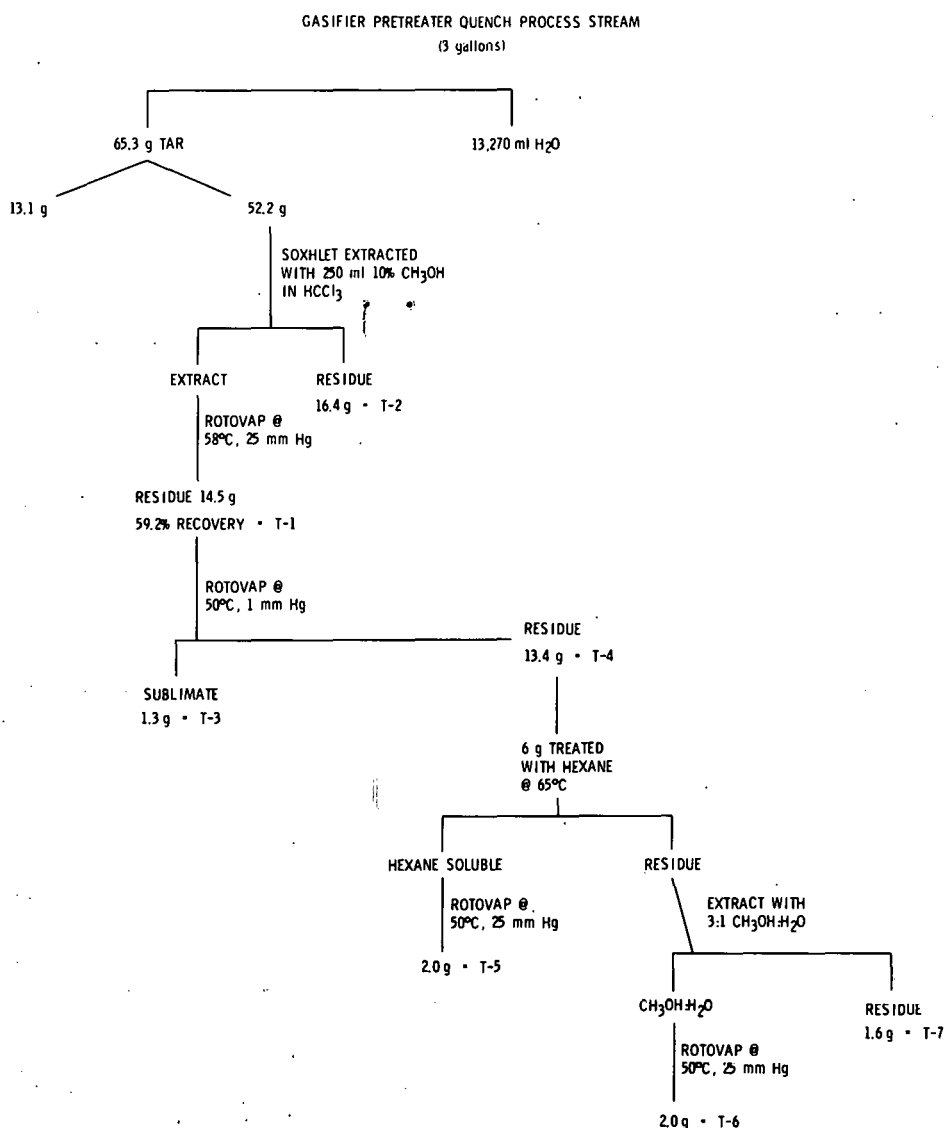 GASIFIER PRETREATER QUENCH PROCESS STREAM
(3 gallons)
65.3 g TAR
13,270 ml H₂O
13.1 g
52.2 g
SOXHLET EXTRACTED
WITH 250 ml 10% CH₃OH
IN HCCl₃
EXTRACT
RESIDUE
16.4 g - T-2
ROTOVAP @
58°C, 25 mm Hg
RESIDUE 14.5 g
59.2% RECOVERY - T-1
ROTOVAP @
50°C, 1 mm Hg
RESIDUE
13.4 g - T-4
SUBLIMATE
1.3 g - T-3
6 g TREATED
WITH HEXANE
@ 65°C
HEXANE SOLUBLE
RESIDUE
ROTOVAP @
50°C, 25 mm Hg
EXTRACT WITH
3:1 CH₃OH:H₂O
2.0 g - T-5
CH₃OH:H₂O
RESIDUE
1.6 g - T-7
ROTOVAP @
50°C, 25 mm Hg
2.0 g - T-6